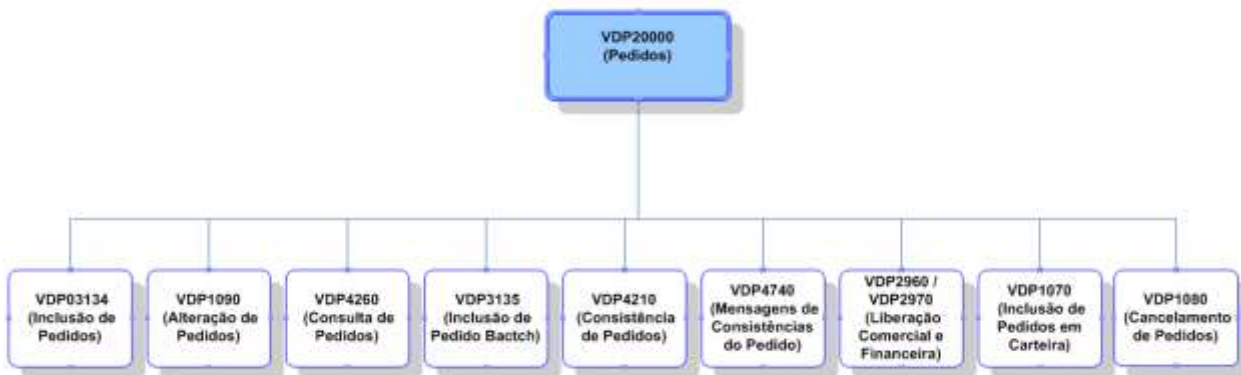 VDP20000
(Pedidos)
VDP03134
(Inclusão de
Pedidos)
VDP1090
(Alteração de
Pedidos)
VDP4260
(Consulta de
Pedidos)
VDP3135
(Inclusão de
Pedido Bactch)
VDP4210
(Consistência
de Pedidos)
VDP4740
(Mensagens de
Consistências
do Pedido)
VDP2960 /
VDP2970
(Liberação
Comercial e
Financeira)
VDP1070
(Inclusão de
Pedidos em
Carteira)
VDP1080
(Cancelamento
de Pedidos)